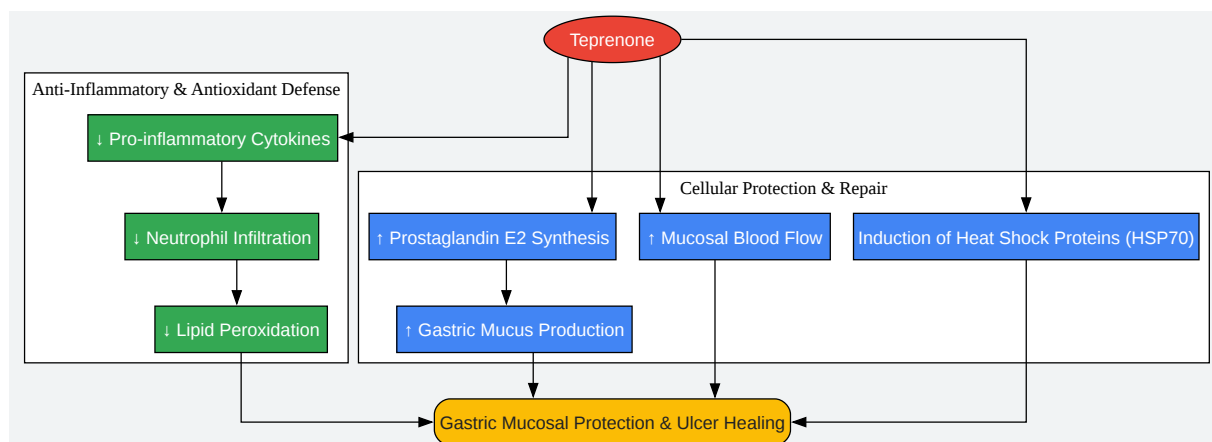 Teprenone
Anti-Inflammatory & Antioxidant Defense
↓ Pro-inflammatory Cytokines
Cellular Protection & Repair
↓ Neutrophil Infiltration
↑ Prostaglandin E2 Synthesis
↑ Mucosal Blood Flow
Induction of Heat Shock Proteins (HSP70)
↓ Lipid Peroxidation
↑ Gastric Mucus Production
Gastric Mucosal Protection & Ulcer Healing